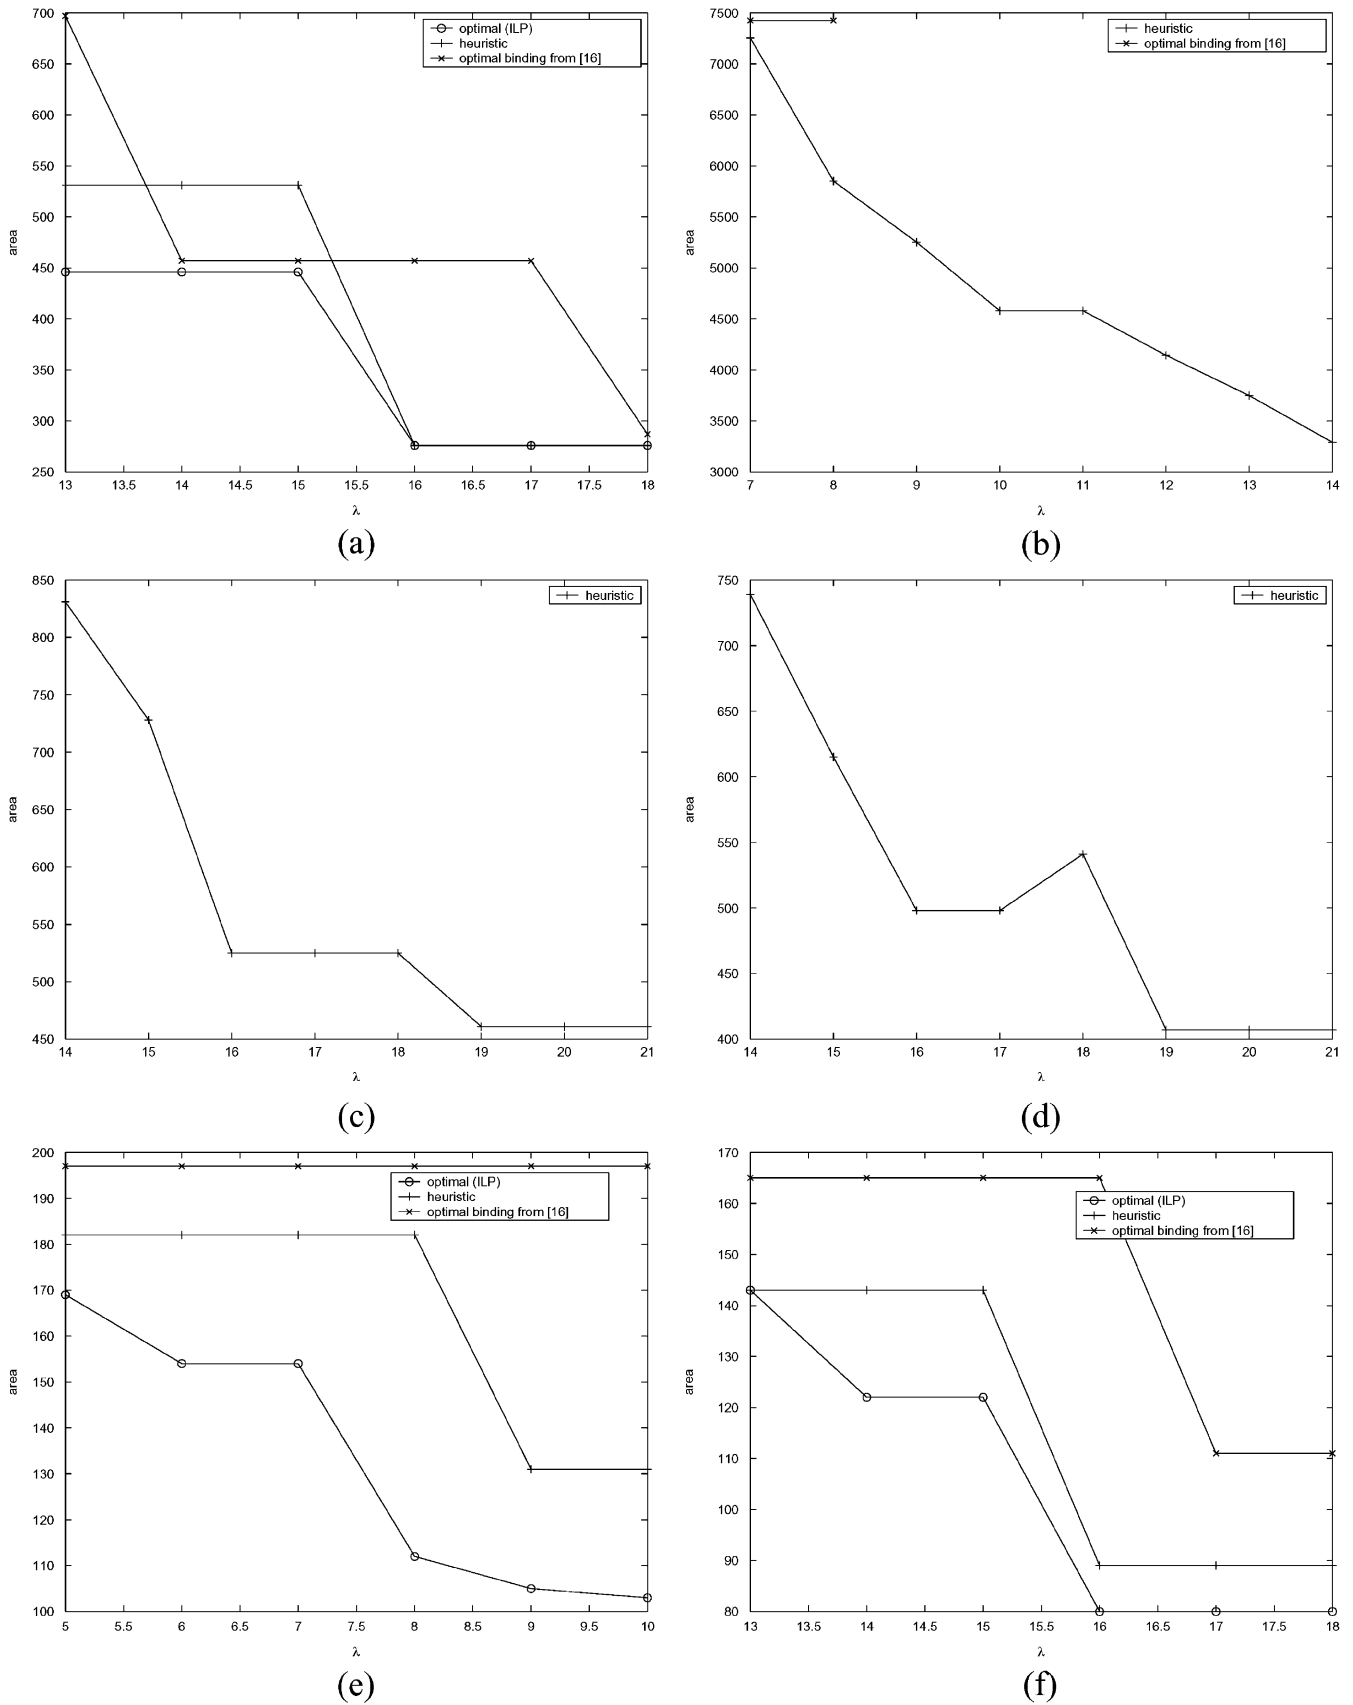 700
650
600
550
500
450
400
350
300
250
area
13 13.5 14 14.5 15 15.5 16 16.5 17 17.5 18
λ
optimal (ILP)
heuristic
optimal binding from [16]
(a)
7500
7000
6500
6000
5500
5000
4500
4000
3500
3000
area
7 8 9 10 11 12 13 14
λ
heuristic
optimal binding from [16]
(b)
850
800
750
700
650
600
550
500
450
area
14 15 16 17 18 19 20 21
λ
heuristic
(c)
750
700
650
600
550
500
450
400
area
14 15 16 17 18 19 20 21
λ
heuristic
(d)
200
190
180
170
160
150
140
130
120
110
100
area
5 5.5 6 6.5 7 7.5 8 8.5 9 9.5 10
λ
optimal (ILP)
heuristic
optimal binding from [16]
(e)
170
160
150
140
130
120
110
100
90
80
area
13 13.5 14 14.5 15 15.5 16 16.5 17 17.5 18
λ
optimal (ILP)
heuristic
optimal binding from [16]
(f)